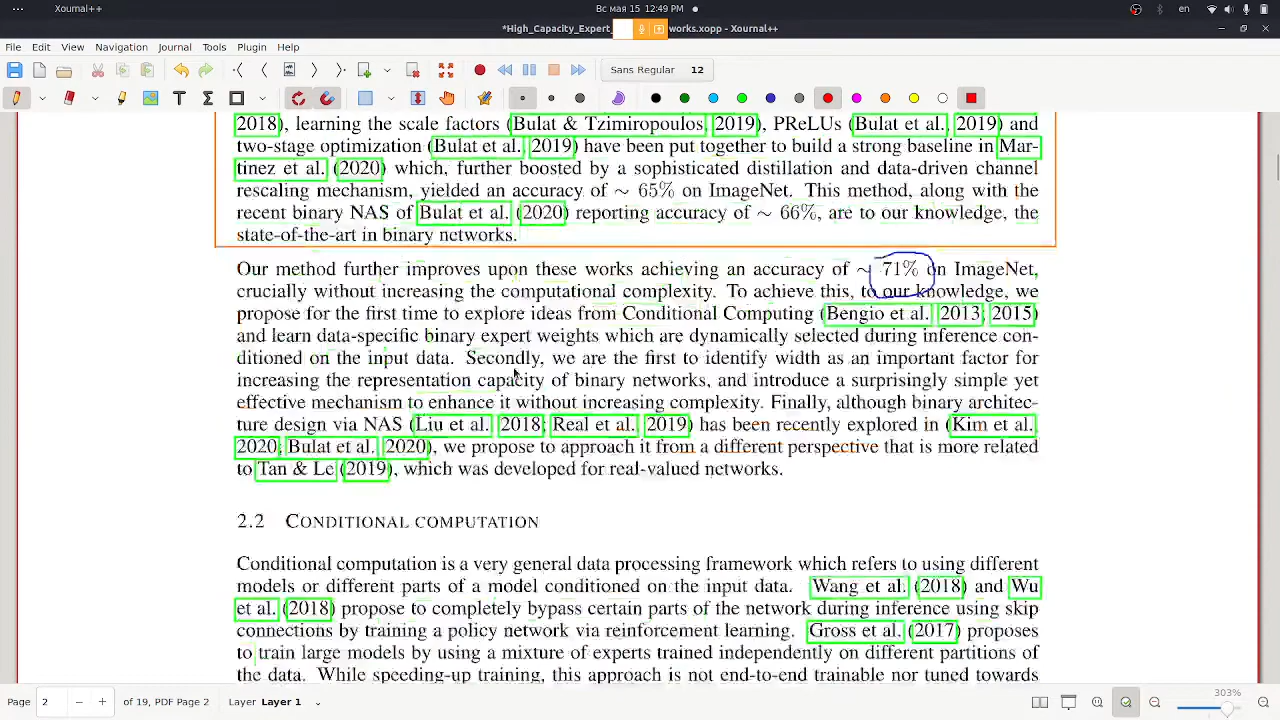 Xournal++
Вс мая 15 12:49 PM
en
*High_Capacity_Expert_ works.xopp - Xournal++
File Edit View Navigation Journal Tools Plugin Help
Sans Regular 12
2018), learning the scale factors (Bulat & Tzimiropoulos, 2019), PReLUs (Bulat et al., 2019) and
two-stage optimization (Bulat et al., 2019) have been put together to build a strong baseline in Mar-
tinez et al. (2020) which, further boosted by a sophisticated distillation and data-driven channel
rescaling mechanism, yielded an accuracy of ∼ 65% on ImageNet. This method, along with the
recent binary NAS of Bulat et al. (2020) reporting accuracy of ∼ 66%, are to our knowledge, the
state-of-the-art in binary networks.
Our method further improves upon these works achieving an accuracy of ∼ 71% on ImageNet,
crucially without increasing the computational complexity. To achieve this, to our knowledge, we
propose for the first time to explore ideas from Conditional Computing (Bengio et al., 2013; 2015)
and learn data-specific binary expert weights which are dynamically selected during inference con-
ditioned on the input data. Secondly, we are the first to identify width as an important factor for
increasing the representation capacity of binary networks, and introduce a surprisingly simple yet
effective mechanism to enhance it without increasing complexity. Finally, although binary architec-
ture design via NAS (Liu et al., 2018; Real et al., 2019) has been recently explored in (Kim et al.,
2020; Bulat et al., 2020), we propose to approach it from a different perspective that is more related
to Tan & Le (2019), which was developed for real-valued networks.
2.2 CONDITIONAL COMPUTATION
Conditional computation is a very general data processing framework which refers to using different
models or different parts of a model conditioned on the input data. Wang et al. (2018) and Wu
et al. (2018) propose to completely bypass certain parts of the network during inference using skip
connections by training a policy network via reinforcement learning. Gross et al. (2017) proposes
to train large models by using a mixture of experts trained independently on different partitions of
the data. While speeding-up training, this approach is not end-to-end trainable nor tuned towards
Page 2 − + of 19, PDF Page 2 Layer Layer 1 303%